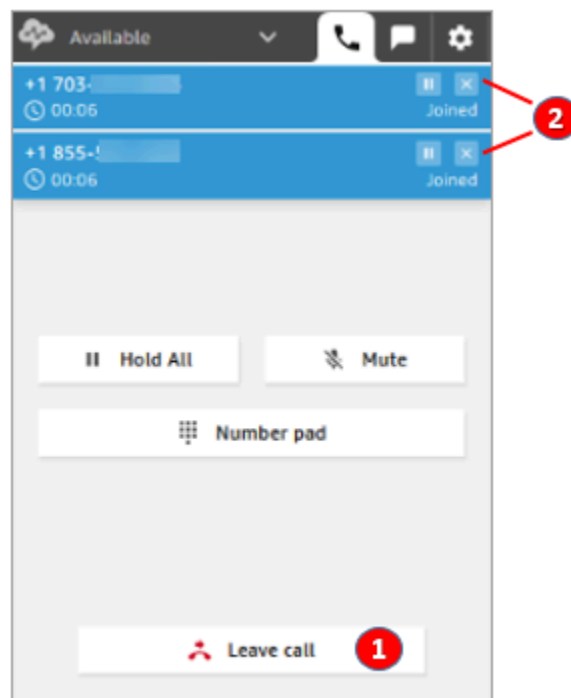 Available
+1 703-
00:06
Joined
2
+1 855-
00:06
Joined
Hold All
Mute
Number pad
Leave call
1